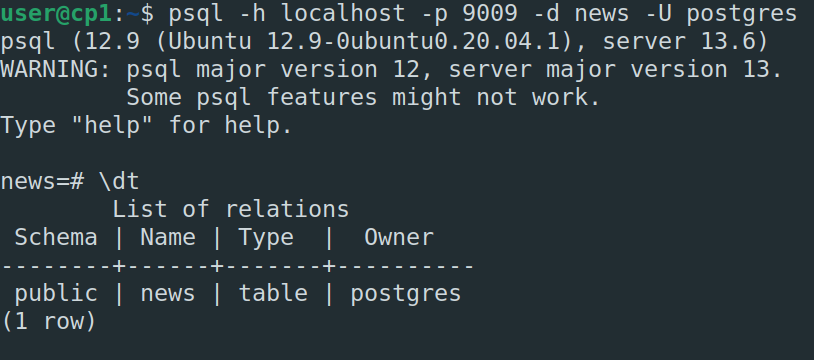 user@cp1:~$ psql -h localhost -p 9009 -d news -U postgres
psql (12.9 (Ubuntu 12.9-0ubuntu0.20.04.1), server 13.6)
WARNING: psql major version 12, server major version 13.
         Some psql features might not work.
Type "help" for help.

news=# \dt
        List of relations
 Schema | Name | Type  |  Owner
--------+------+-------+----------
 public | news | table | postgres
(1 row)